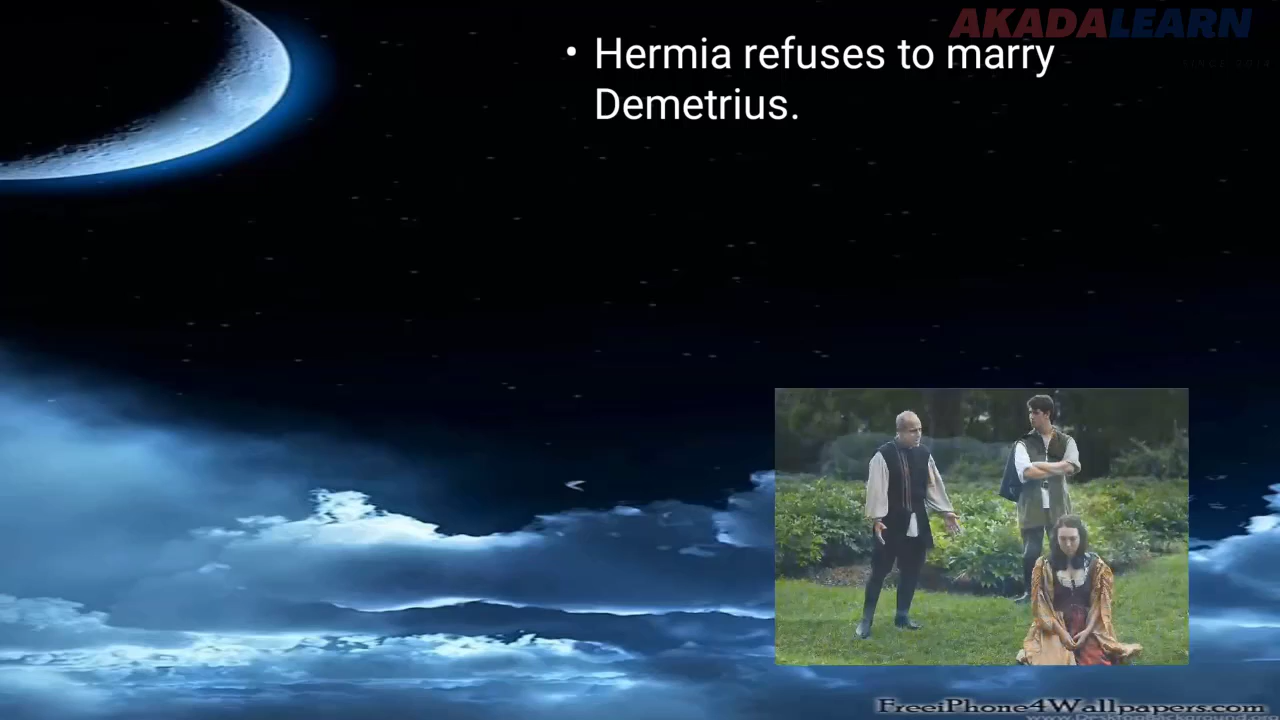 AKADALEARN
• Hermia refuses to marry
Demetrius.
FreeiPhone4Wallpapers.com